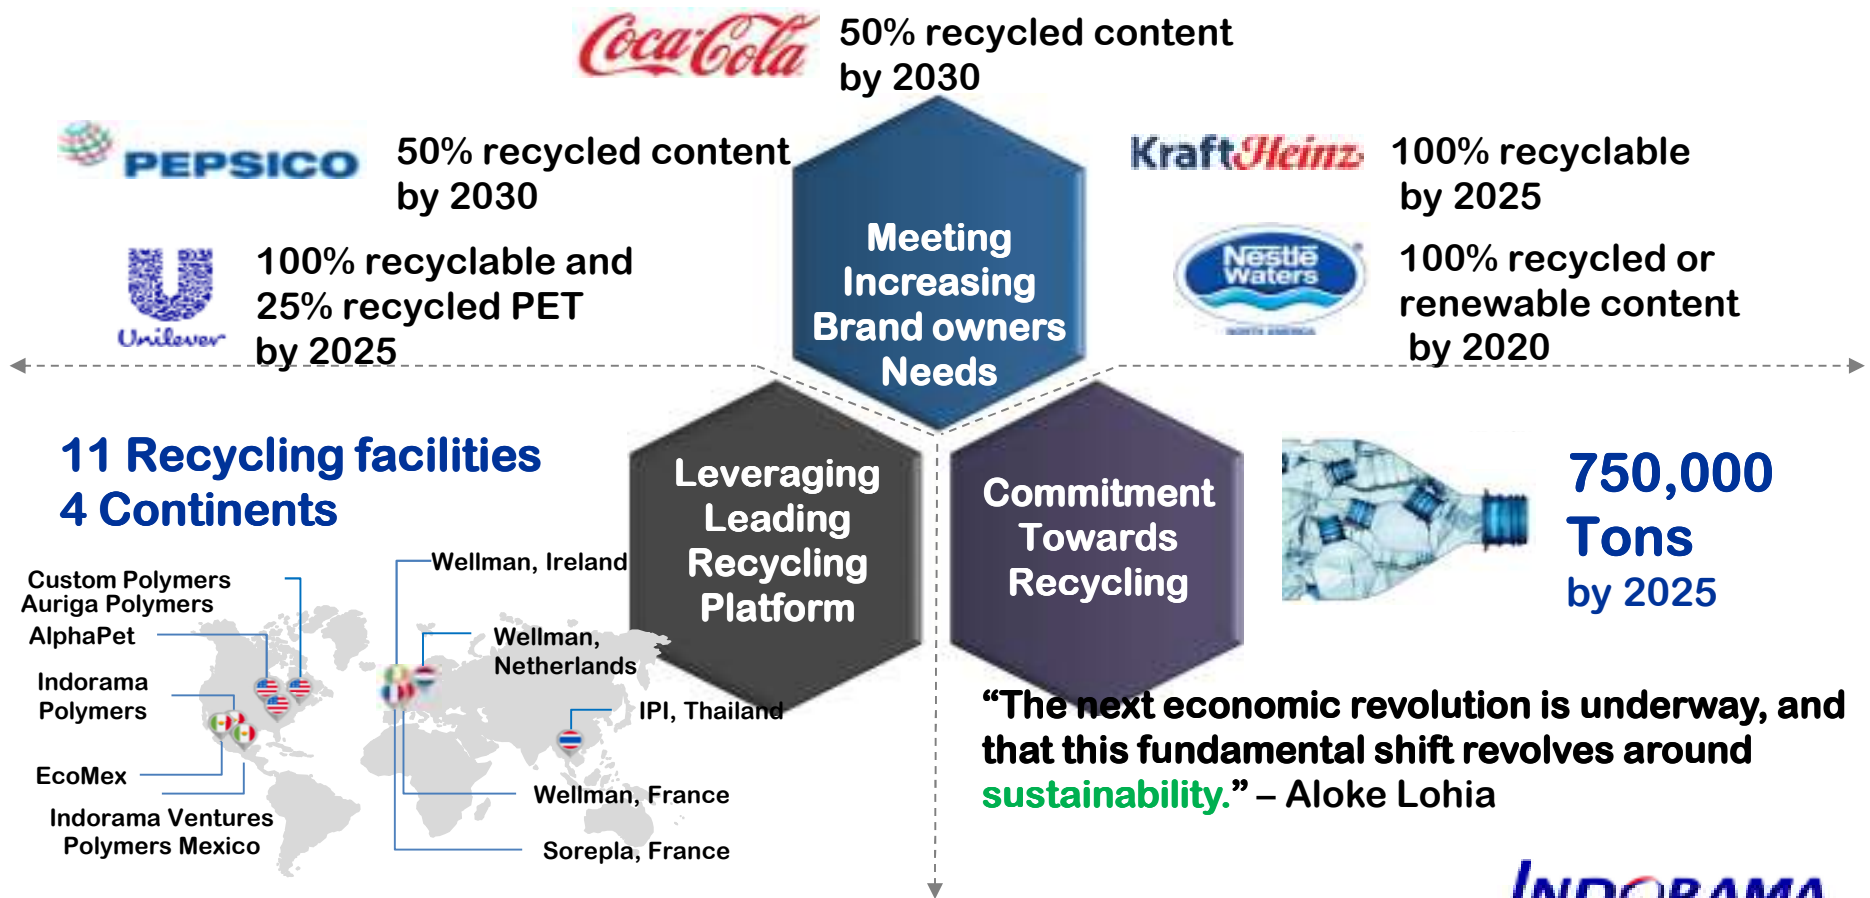 Coca-Cola
50% recycled content
by 2030
PEPSICO
50% recycled content
by 2030
KraftHeinz
100% recyclable
by 2025
Unilever
100% recyclable and
25% recycled PET
by 2025
Nestlē
Waters
NORTH AMERICA
100% recycled or
renewable content
by 2020
Meeting
Increasing
Brand owners
Needs
11 Recycling facilities
4 Continents
Custom Polymers
Auriga Polymers
AlphaPet
Indorama
Polymers
EcoMex
Indorama Ventures
Polymers Mexico
Wellman, Ireland
Wellman,
Netherlands
IPI, Thailand
Wellman, France
Sorepla, France
Leveraging
Leading
Recycling
Platform
Commitment
Towards
Recycling
750,000
Tons
by 2025
“The next economic revolution is underway, and
that this fundamental shift revolves around
sustainability.” – Aloke Lohia
INDORAMA